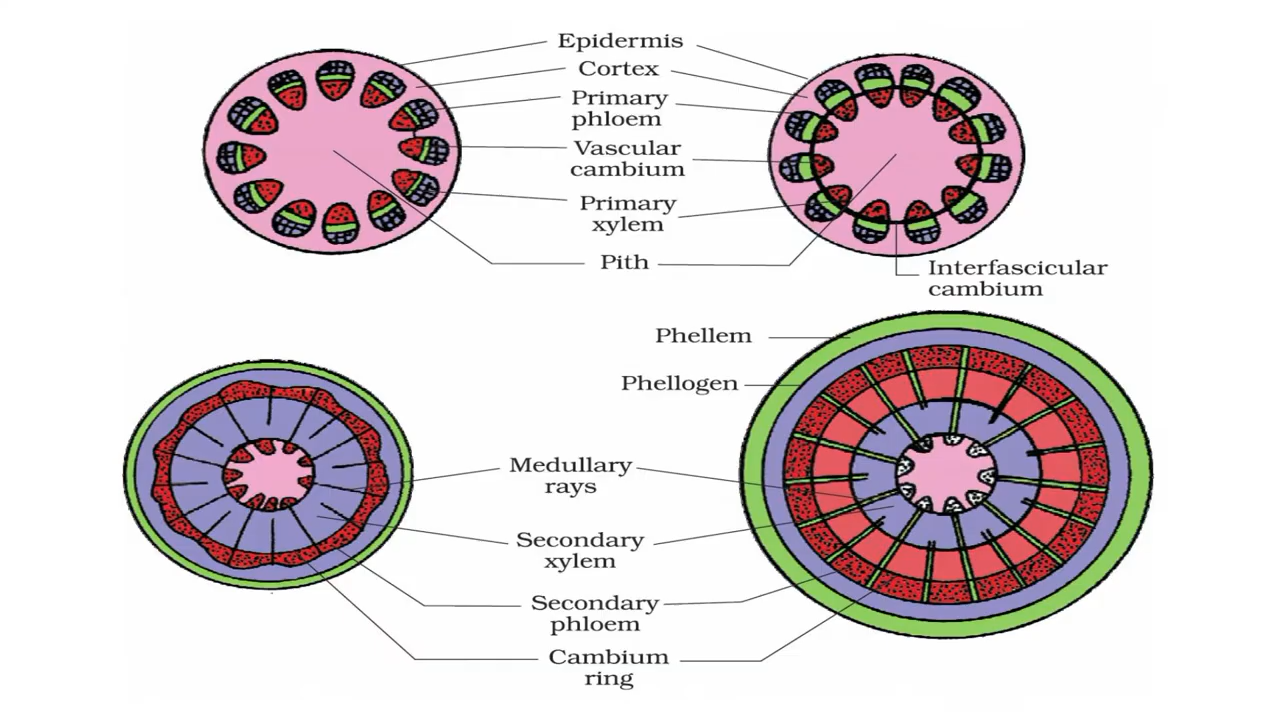 Epidermis
Cortex
Primary
phloem
Vascular
cambium
Primary
xylem
Pith
Interfascicular
cambium
Phellem
Phellogen
Medullary
rays
Secondary
xylem
Secondary
phloem
Cambium
ring